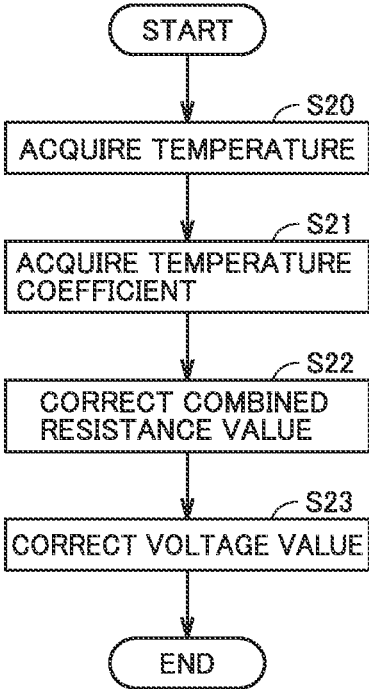 START
S20
ACQUIRE TEMPERATURE
S21
ACQUIRE TEMPERATURE
COEFFICIENT
S22
CORRECT COMBINED
RESISTANCE VALUE
S23
CORRECT VOLTAGE VALUE
END